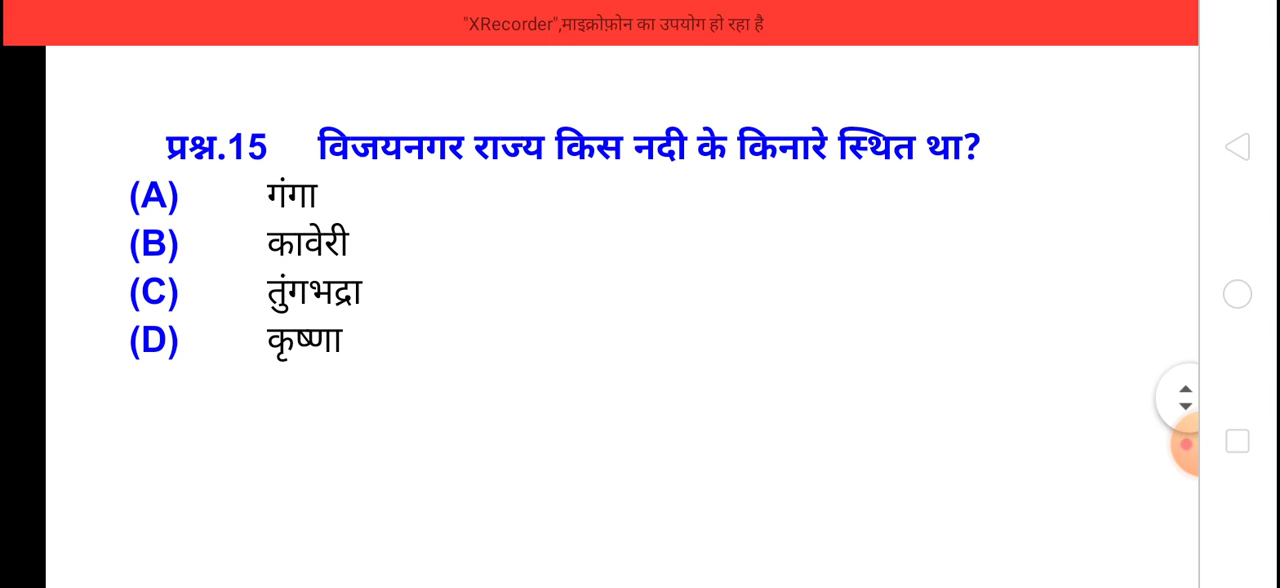 "XRecorder",माइक्रोफ़ोन का उपयोग हो रहा है
प्रश्न.15 विजयनगर राज्य किस नदी के किनारे स्थित था?
(A) गंगा
(B) कावेरी
(C) तुंगभद्रा
(D) कृष्णा